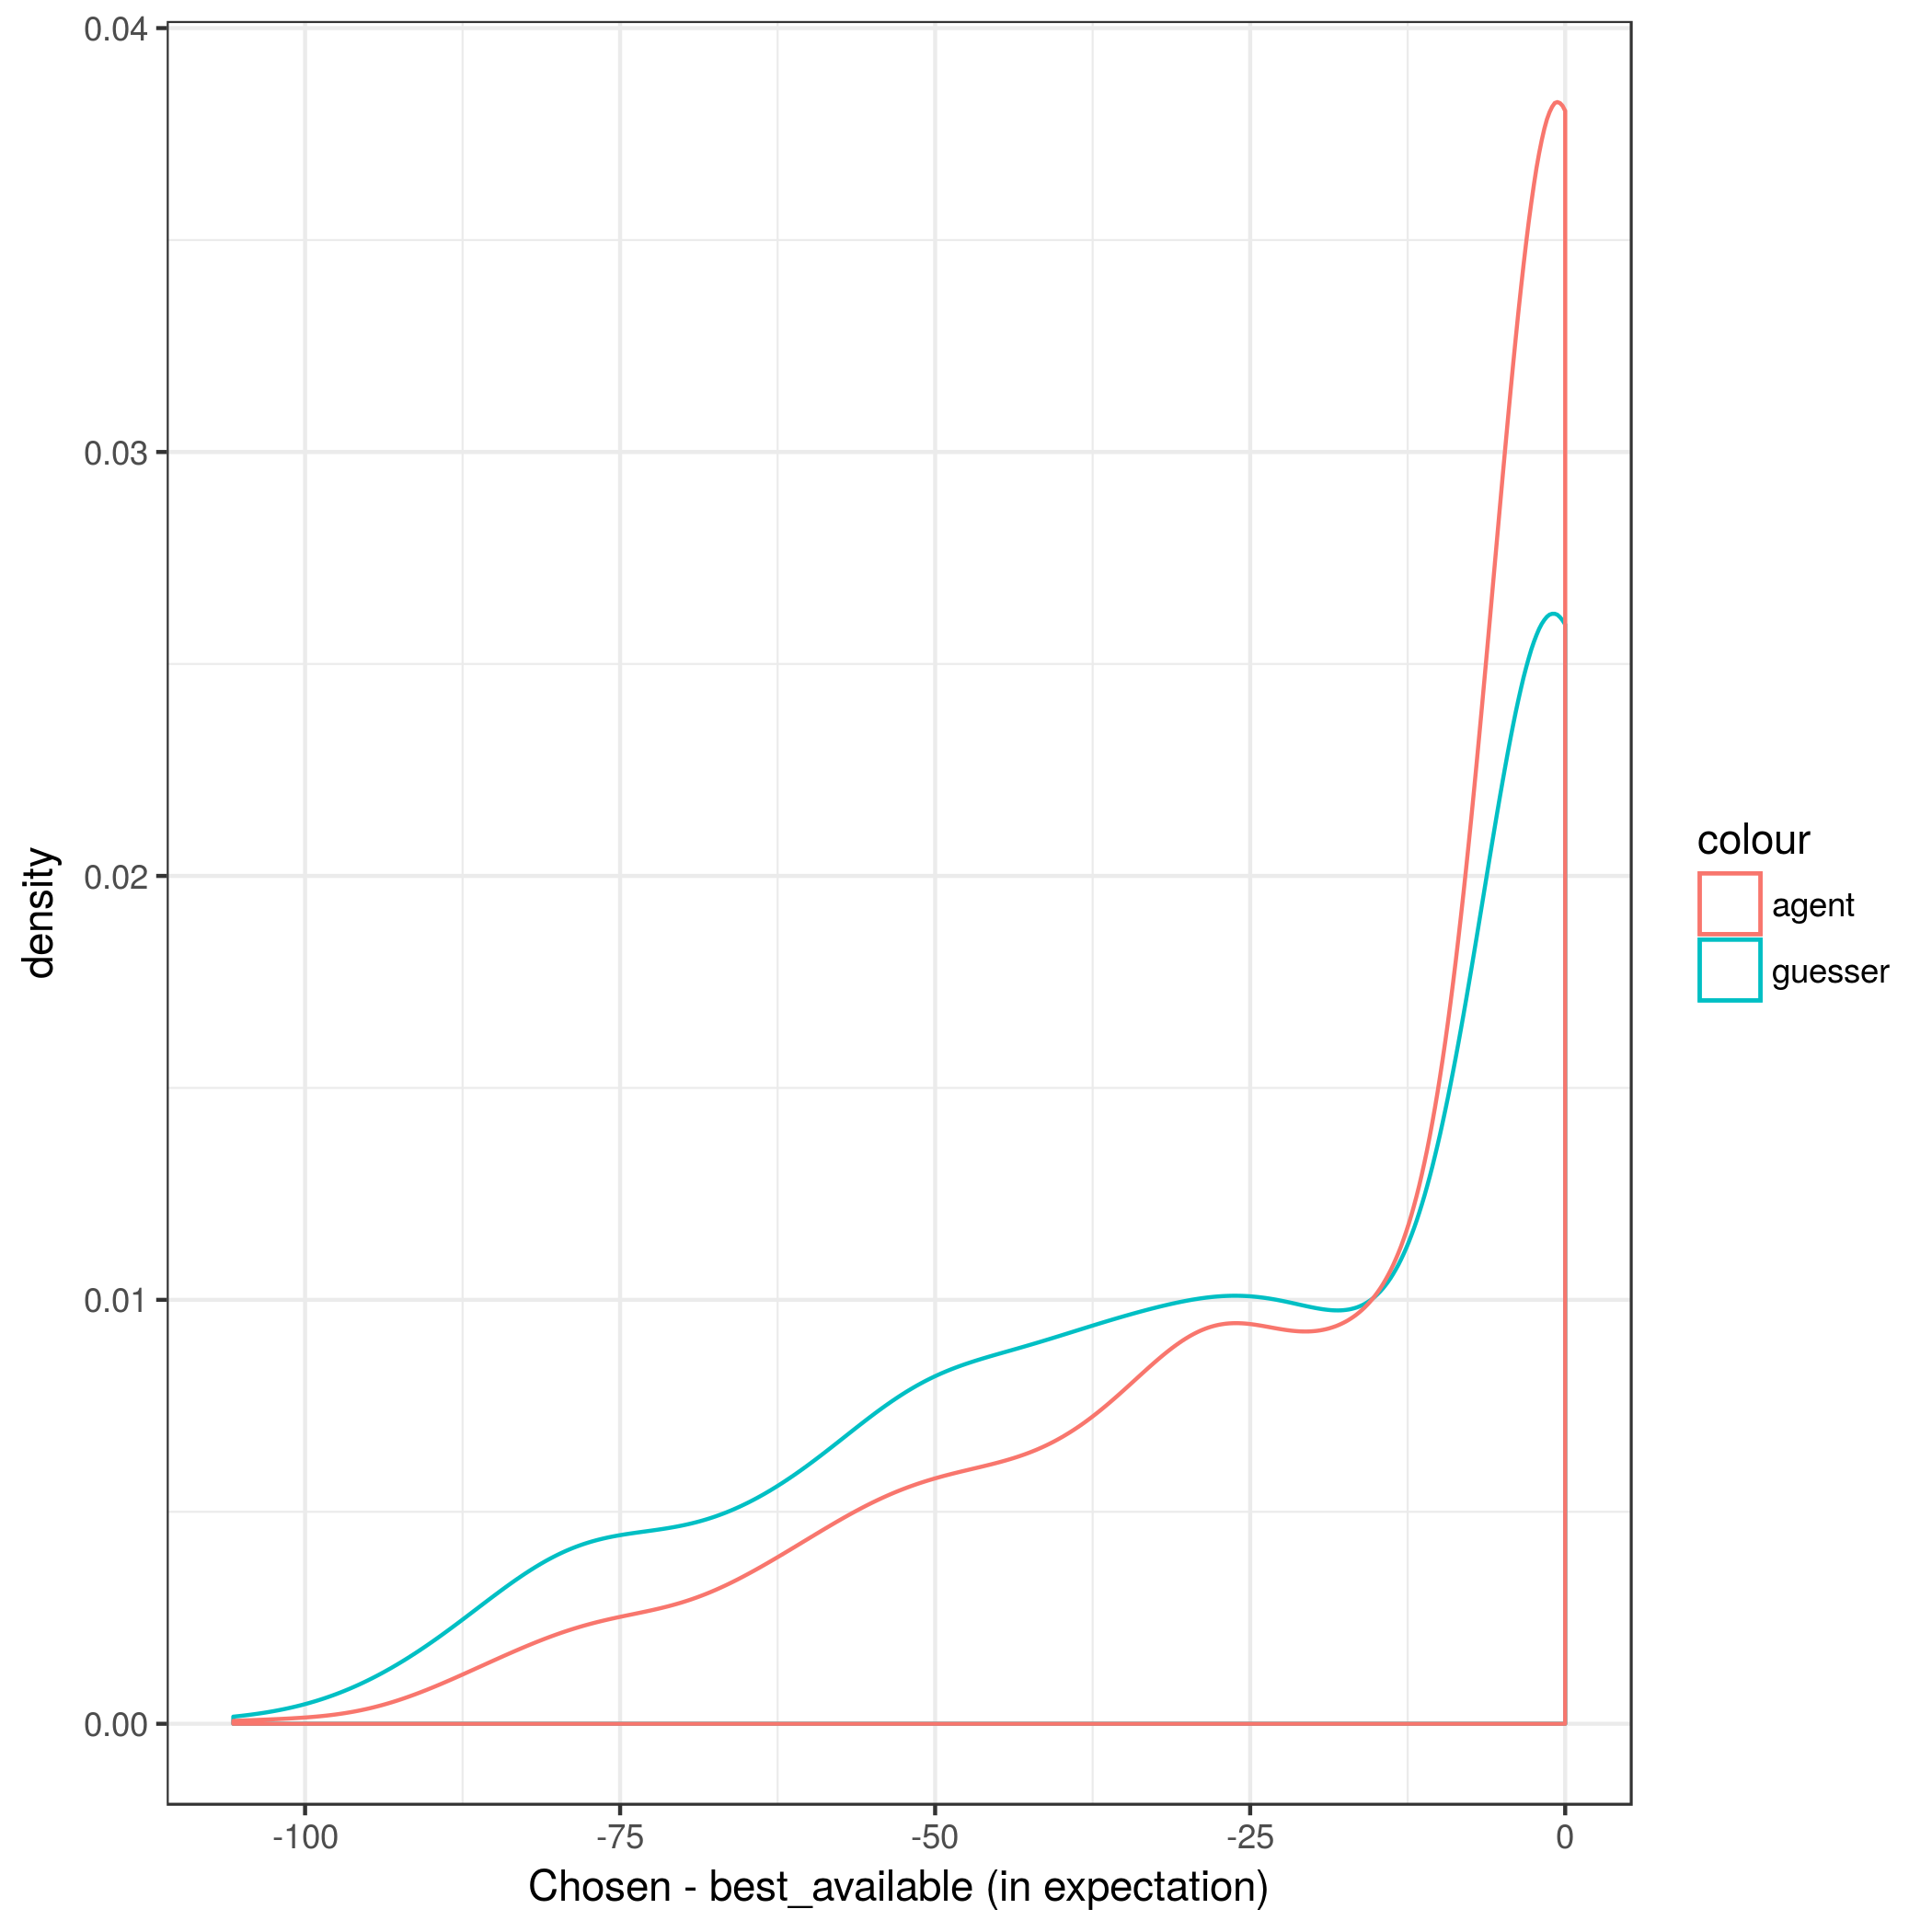 0.04
0.03
0.02
0.01
0.00
density
-100 -75 -50 -25 0
Chosen - best_available (in expectation)
colour
agent
guesser